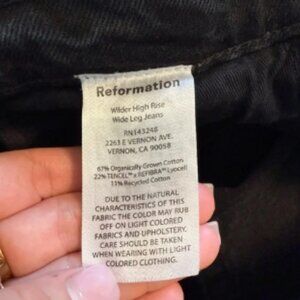 Reformation
Wilder High Rise
Wide Leg Jeans
RN143248
2263 E VERNON AVE.
VERNON, CA 90058
67% Organically Grown Cotton
22% TENCEL™ x REFIBRA™ Lyocell
11% Recycled Cotton
DUE TO THE NATURAL
CHARACTERISTICS OF THIS
FABRIC THE COLOR MAY RUB
OFF ON LIGHT COLORED
FABRICS AND UPHOLSTERY.
CARE SHOULD BE TAKEN
WHEN WEARING WITH LIGHT
COLORED CLOTHING.